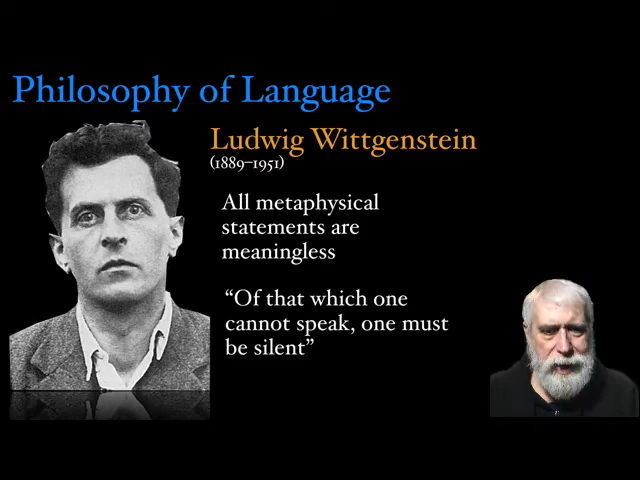 Philosophy of Language
Ludwig Wittgenstein
(1889–1951)
All metaphysical
statements are
meaningless
“Of that which one
cannot speak, one must
be silent”